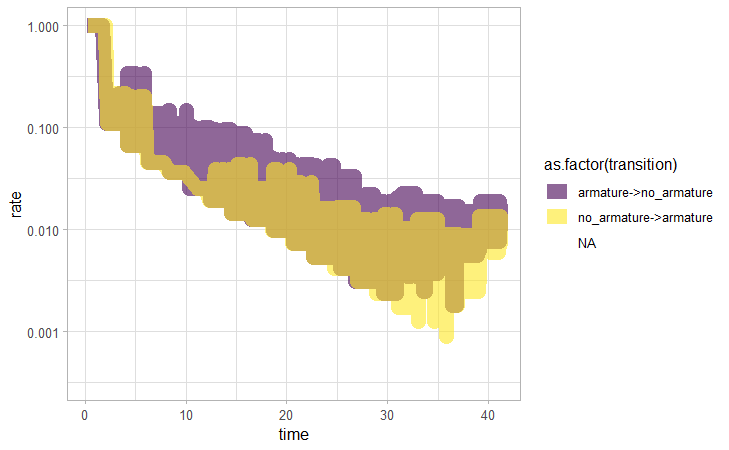 1.000
0.100
0.010
0.001
rate
0
10
20
30
40
time
as.factor(transition)
armature->no_armature
no_armature->armature
NA